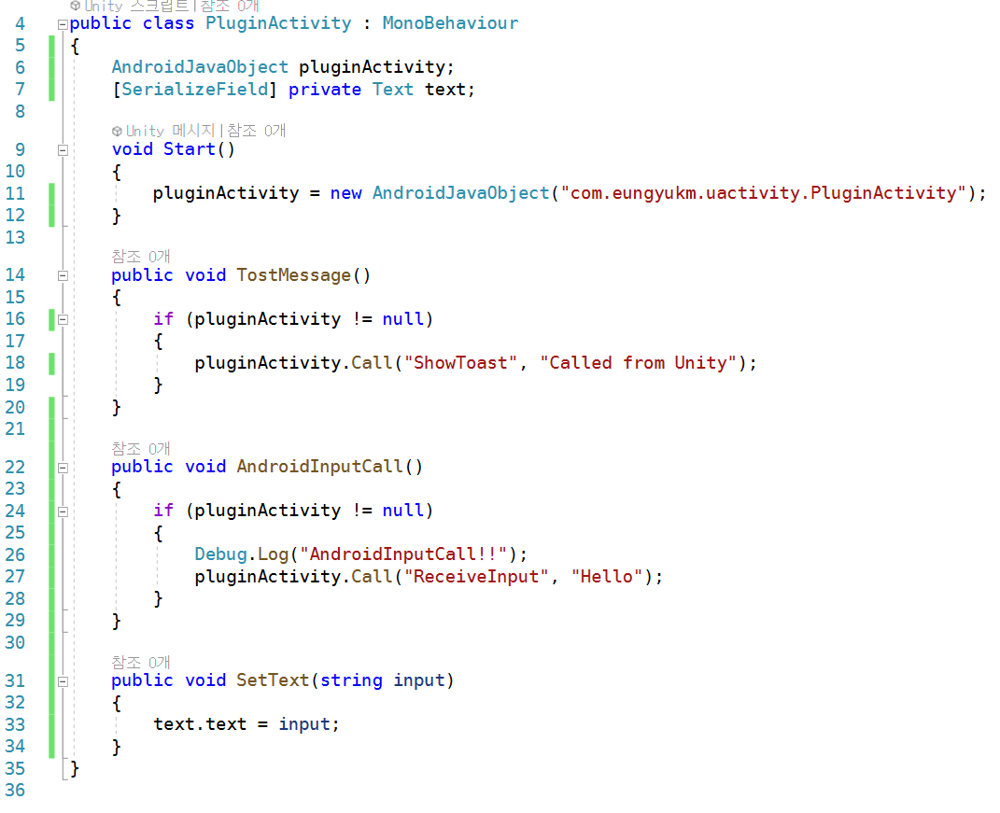 Unity 스크립트 | 참조 0개
4 public class PluginActivity : MonoBehaviour
5 {
6 AndroidJavaObject pluginActivity;
7 [SerializeField] private Text text;
8
Unity 메시지 | 참조 0개
9 void Start()
10 {
11 pluginActivity = new AndroidJavaObject("com.eungyukm.uactivity.PluginActivity");
12 }
13
참조 0개
14 public void TostMessage()
15 {
16 if (pluginActivity != null)
17 {
18 pluginActivity.Call("ShowToast", "Called from Unity");
19 }
20 }
21
참조 0개
22 public void AndroidInputCall()
23 {
24 if (pluginActivity != null)
25 {
26 Debug.Log("AndroidInputCall!!");
27 pluginActivity.Call("ReceiveInput", "Hello");
28 }
29 }
30
참조 0개
31 public void SetText(string input)
32 {
33 text.text = input;
34 }
35 }
36